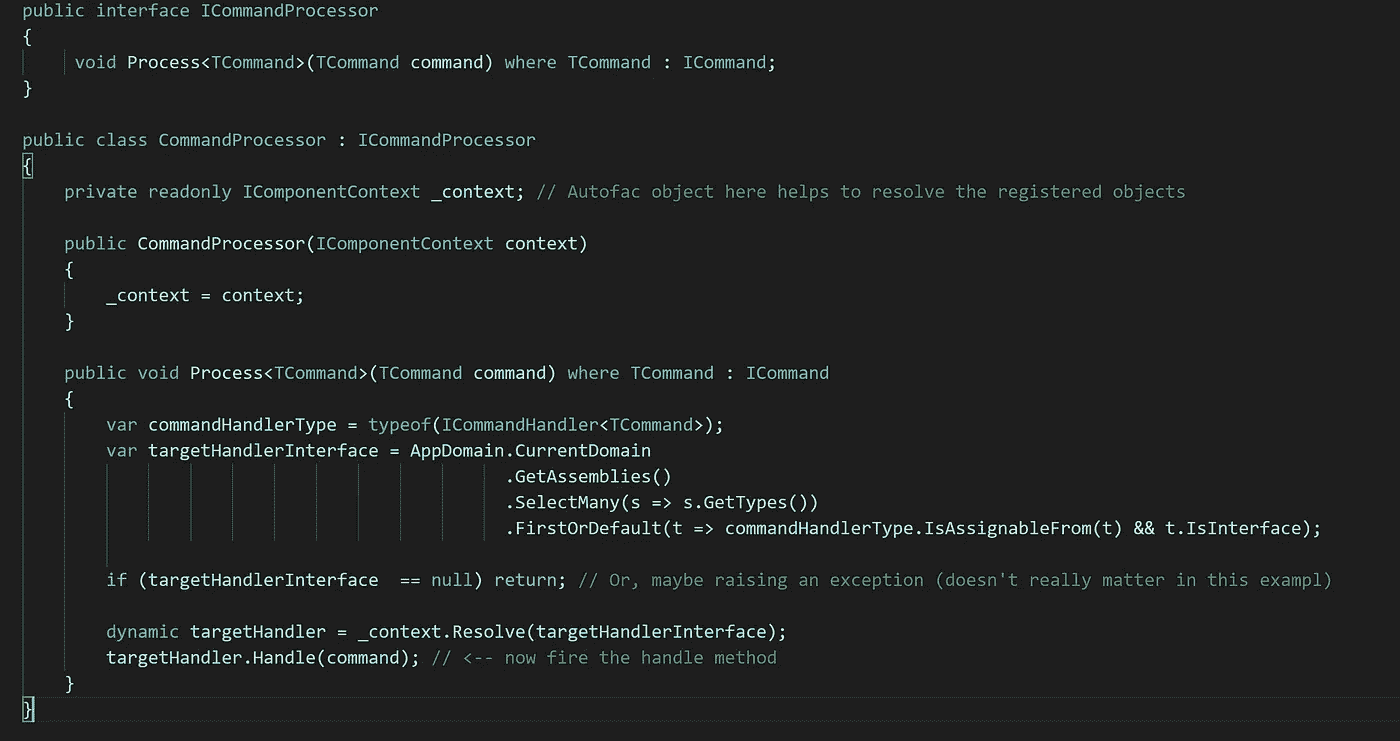 public interface ICommandProcessor
{
void Process<TCommand>(TCommand command) where TCommand : ICommand;
}
public class CommandProcessor : ICommandProcessor
{
private readonly IComponentContext _context; // Autofac object here helps to resolve the registered objects
public CommandProcessor(IComponentContext context)
{
_context = context;
}
public void Process<TCommand>(TCommand command) where TCommand : ICommand
{
var commandHandlerType = typeof(ICommandHandler<TCommand>);
var targetHandlerInterface = AppDomain.CurrentDomain
.GetAssemblies()
.SelectMany(s => s.GetTypes())
.FirstOrDefault(t => commandHandlerType.IsAssignableFrom(t) && t.IsInterface);
if (targetHandlerInterface  == null) return; // Or, maybe raising an exception (doesn't really matter in this exampl)
dynamic targetHandler = _context.Resolve(targetHandlerInterface);
targetHandler.Handle(command); // <-- now fire the handle method
}
}